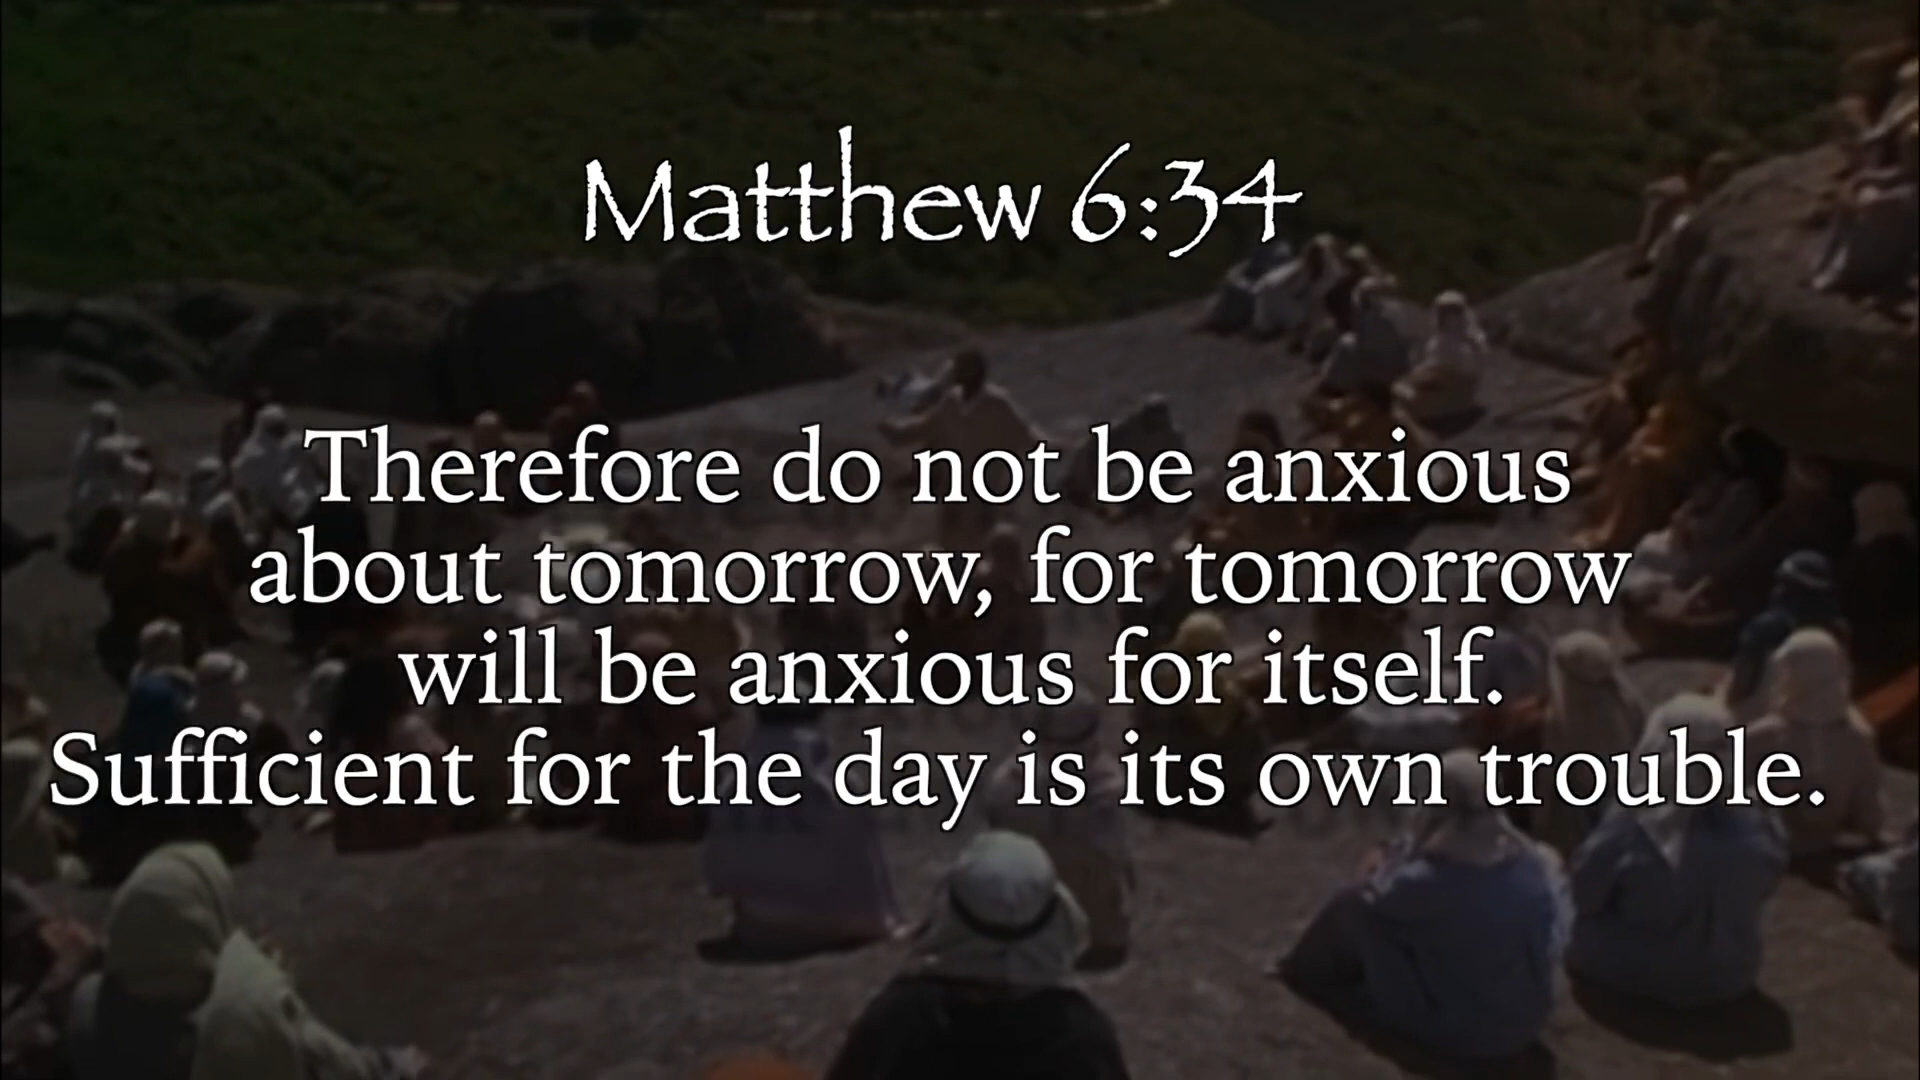 Matthew 6:34
Therefore do not be anxious
about tomorrow, for tomorrow
will be anxious for itself.
Sufficient for the day is its own trouble.